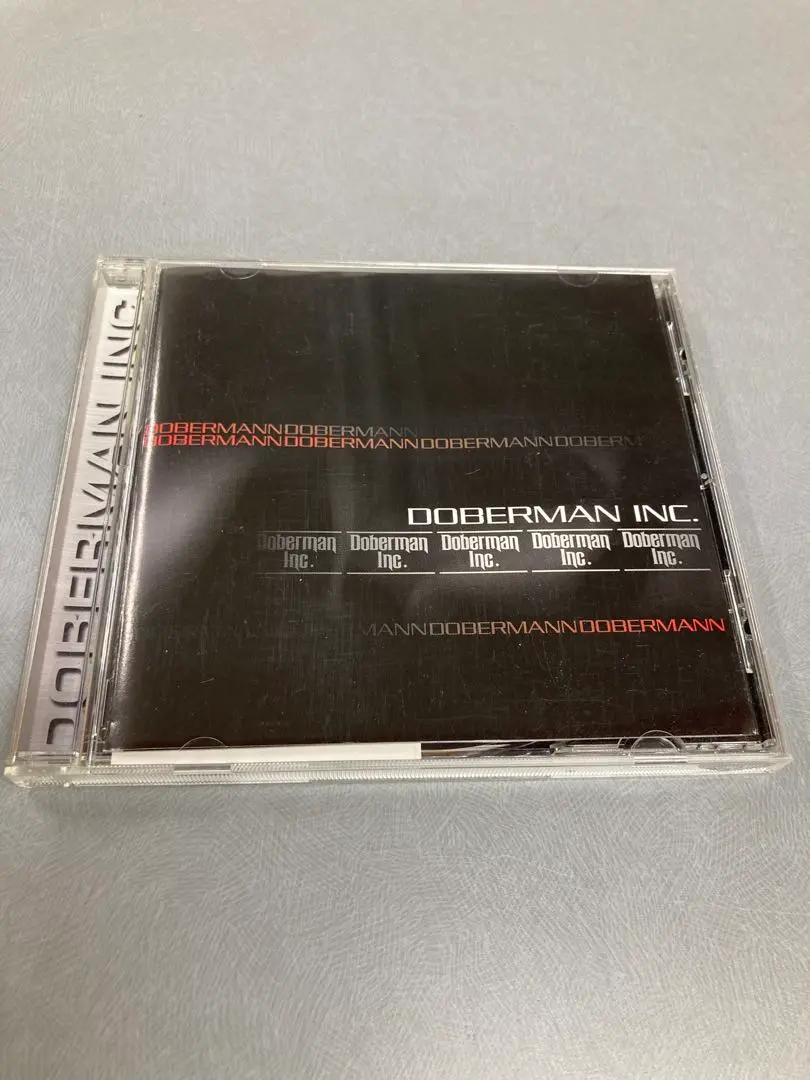 DOBERMAN INC
DOBERMANNDOBERMANN
DOBERMANNDOBERMANNDOBERMANNDOBERM
DOBERMAN INC.
Doberman Doberman Doberman Doberman Doberman
Inc. Inc. Inc. Inc. Inc.
MANNDOBERMANNDOBERMANN